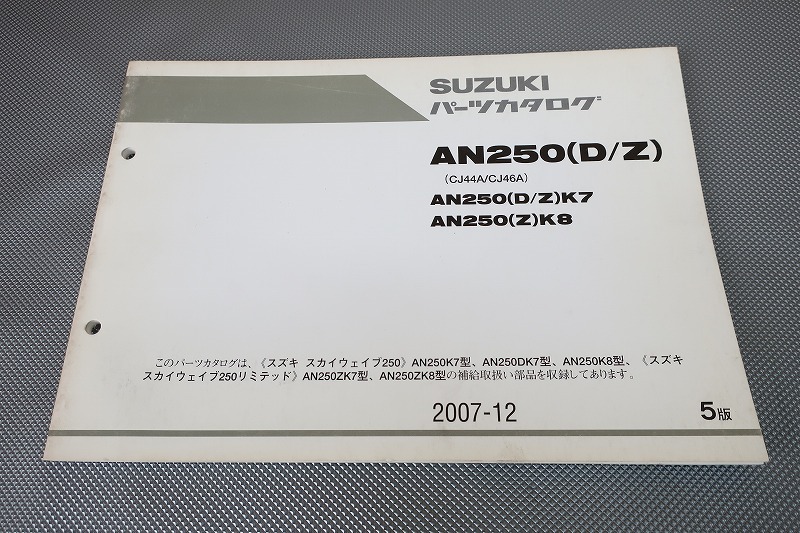 SUZUKI
パーツカタログ
AN250(D/Z)
(CJ44A/CJ46A)
AN250(D/Z)K7
AN250(Z)K8
このパーツカタログは、《スズキ スカイウェイブ250》AN250K7型、AN250DK7型、AN250K8型、《スズキ
スカイウェイブ250リミテッド》AN250ZK7型、AN250ZK8型の補給取扱い部品を収録してあります。
2007-12 5版